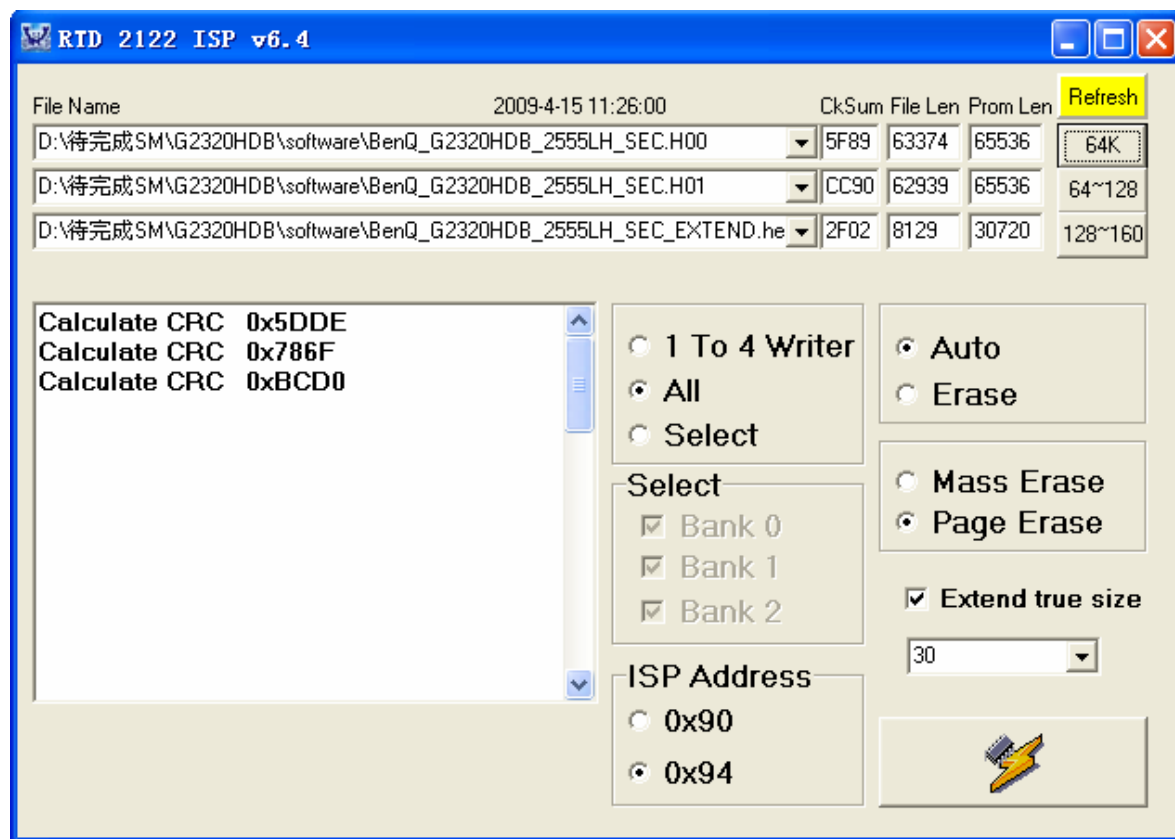 RTD 2122 ISP v6.4
File Name 2009-4-15 11:26:00 CkSum File Len Prom Len Refresh
D:\待完成SM\G2320HDB\software\BenQ_G2320HDB_2555LH_SEC.H00 5F89 63374 65536 64K
D:\待完成SM\G2320HDB\software\BenQ_G2320HDB_2555LH_SEC.H01 CC90 62939 65536 64~128
D:\待完成SM\G2320HDB\software\BenQ_G2320HDB_2555LH_SEC_EXTEND.he 2F02 8129 30720 128~160
Calculate CRC 0x5DDE
Calculate CRC 0x786F
Calculate CRC 0xBCD0
1 To 4 Writer
All
Select
Select
Bank 0
Bank 1
Bank 2
ISP Address
0x90
0x94
Auto
Erase
Mass Erase
Page Erase
Extend true size
30